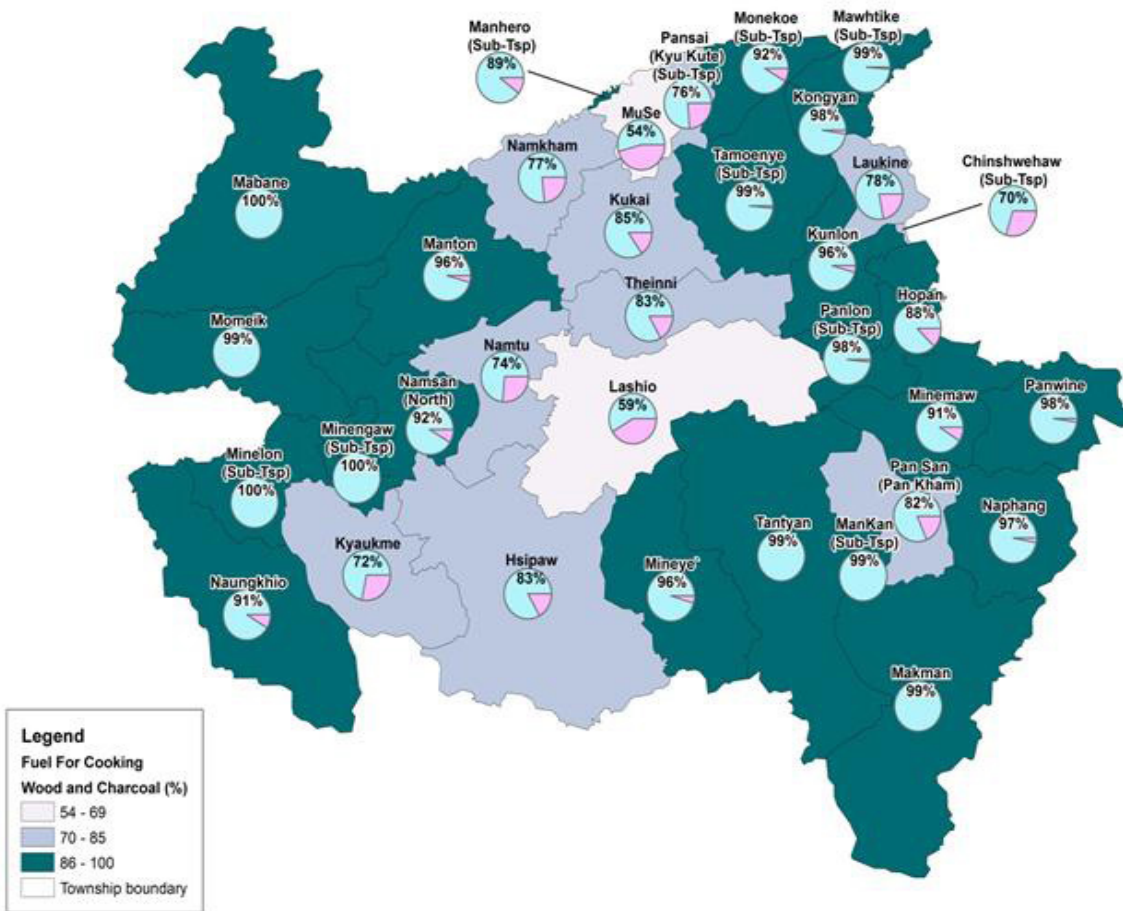 Manhero
(Sub-Tsp)
89%
Pansai
(Kyu Kute)
(Sub-Tsp)
76%
Monekoe
(Sub-Tsp)
92%
Mawhtike
(Sub-Tsp)
99%
MuSe
54%
Kongyan
98%
Namkham
77%
Tamoenye
(Sub-Tsp)
99%
Laukine
78%
Chinshwehaw
(Sub-Tsp)
70%
Mabane
100%
Kukai
85%
Manton
96%
Kunlon
96%
Theinni
83%
Hopan
88%
Momeik
99%
Panlon
(Sub-Tsp)
98%
Namtu
74%
Namsan
(North)
92%
Lashio
59%
Minemaw
91%
Panwine
98%
Minengaw
(Sub-Tsp)
100%
Minelon
(Sub-Tsp)
100%
Pan San
(Pan Kham)
82%
Naphang
97%
Tantyan
99%
ManKan
(Sub-Tsp)
99%
Kyaukme
72%
Hsipaw
83%
Mineye'
96%
Naungkhio
91%
Makman
99%
Legend
Fuel For Cooking
Wood and Charcoal (%)
54 - 69
70 - 85
86 - 100
Township boundary